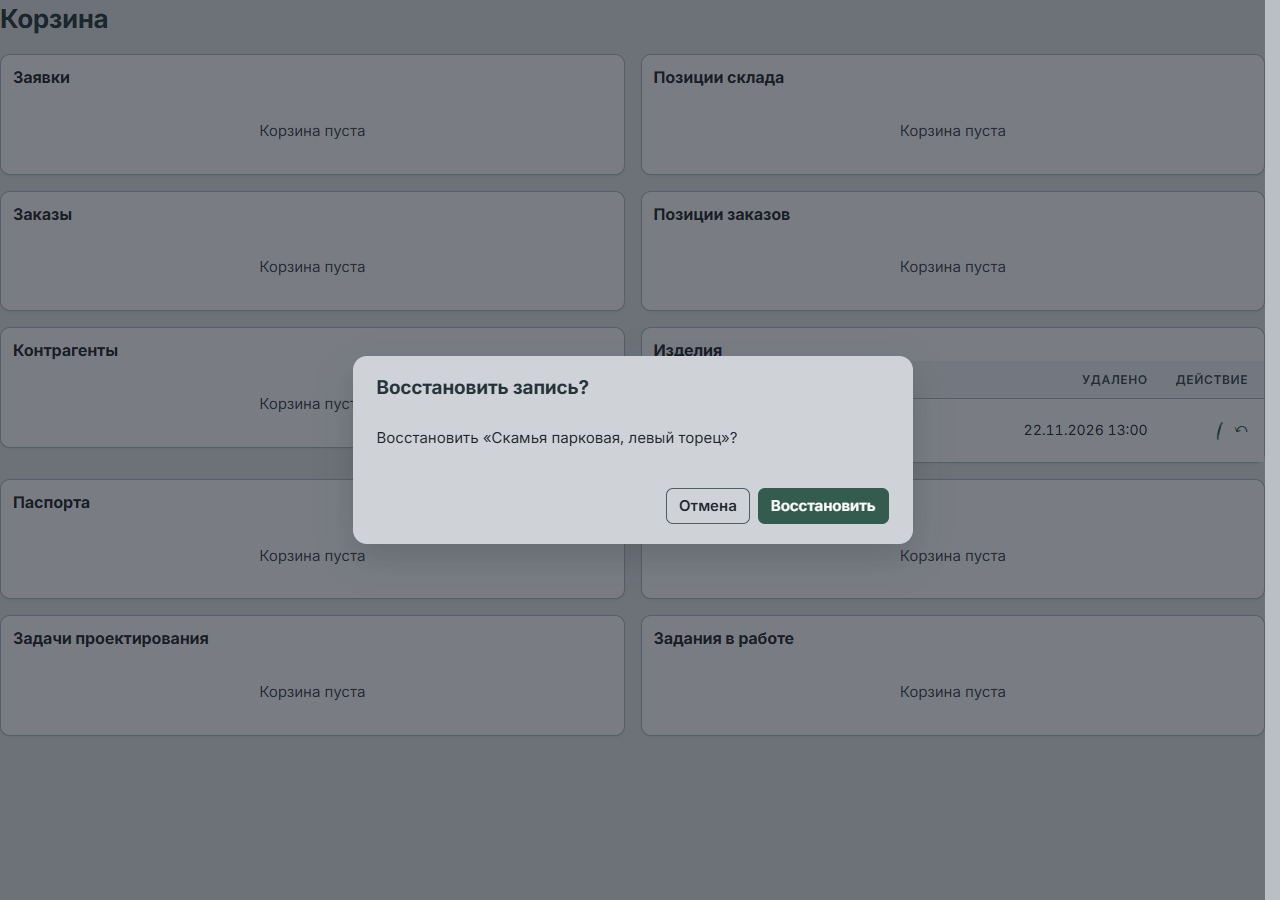 Корзина
Заявки
Корзина пуста
Позиции склада
Корзина пуста
Заказы
Корзина пуста
Позиции заказов
Корзина пуста
Контрагенты
Корзина
Изделия
УДАЛЕНО ДЕЙСТВИЕ
22.11.2026 13:00
Восстановить запись?
Восстановить «Скамья парковая, левый торец»?
Отмена Восстановить
Паспорта
Корзина пуста
Корзина пуста
Задачи проектирования
Корзина пуста
Задания в работе
Корзина пуста